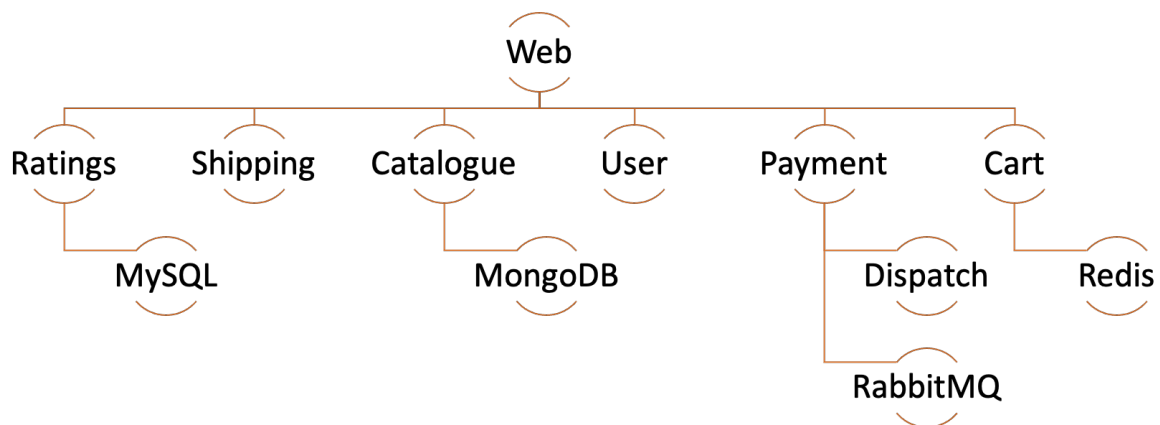 Web
Ratings
Shipping
Catalogue
User
Payment
Cart
MySQL
MongoDB
Dispatch
Redis
RabbitMQ